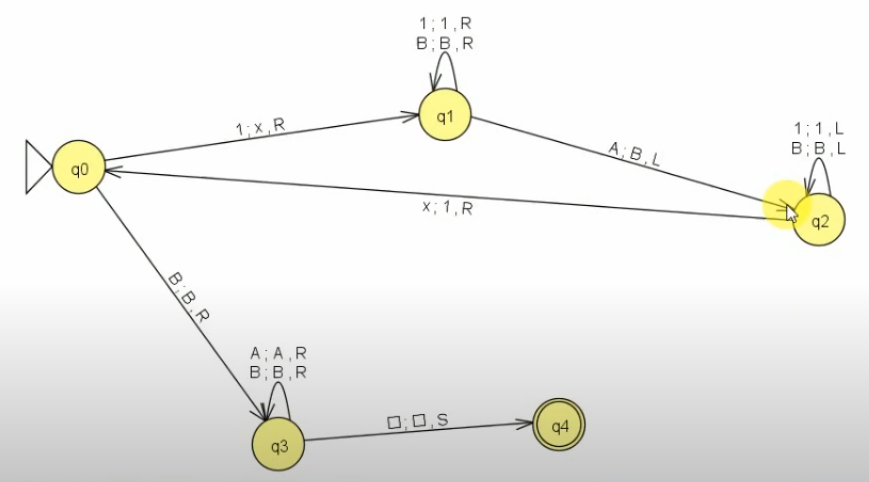 1;1,R
B;B,R
q1
1;x,R
q0
A;B,L
1;1,L
B;B,L
q2
x;1,R
B;B,R
A;A,R
B;B,R
q3
□;□,S
q4